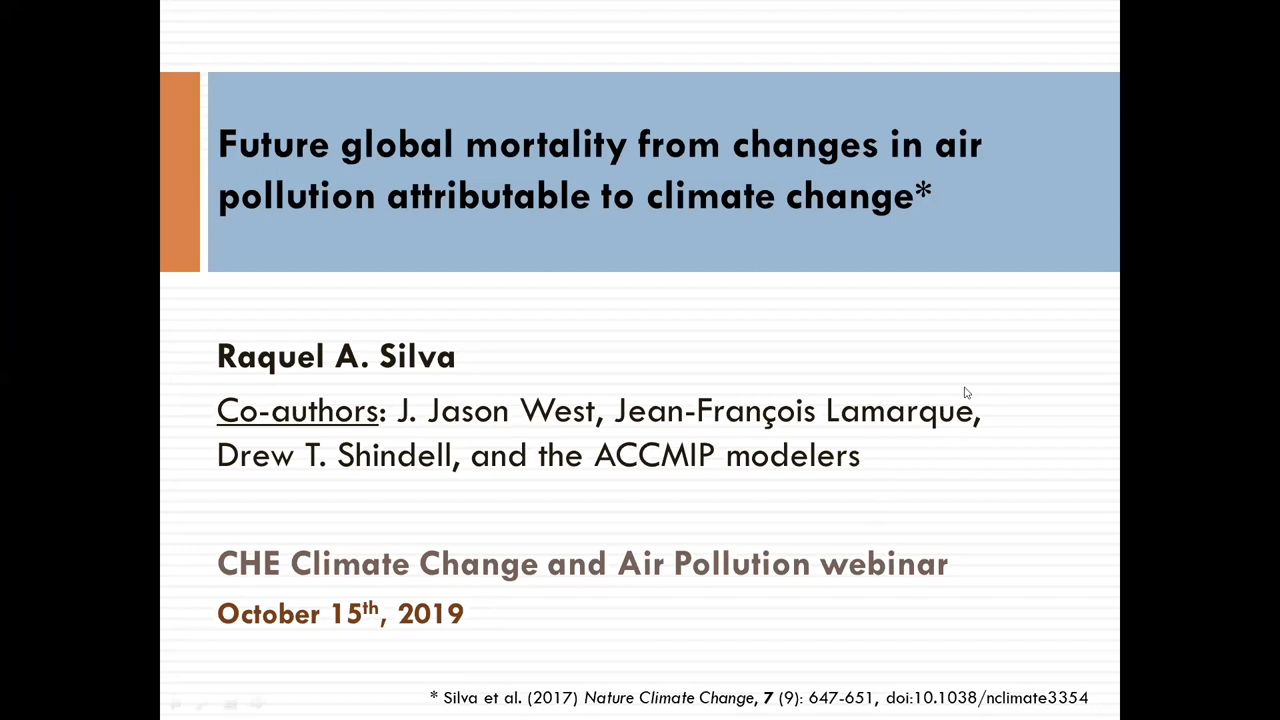 Future global mortality from changes in air
pollution attributable to climate change*
Raquel A. Silva
Co-authors: J. Jason West, Jean-François Lamarque,
Drew T. Shindell, and the ACCMIP modelers
CHE Climate Change and Air Pollution webinar
October 15th, 2019
* Silva et al. (2017) Nature Climate Change, 7 (9): 647-651, doi:10.1038/nclimate3354